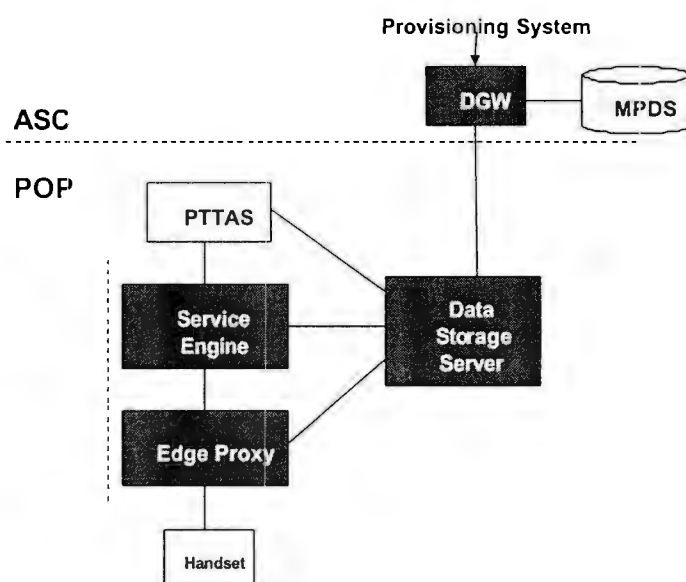 Provisioning System
DGW
MPDS
ASC
POP
PTTAS
Service
Engine
Data
Storage
Server
Edge Proxy
Handset